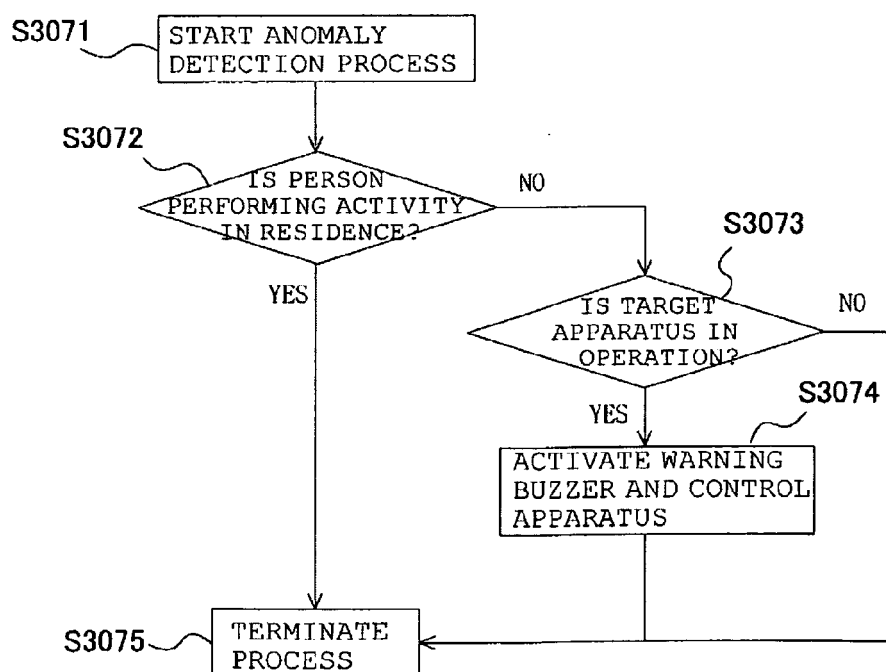 S3071
START ANOMALY
DETECTION PROCESS
S3072
IS PERSON
PERFORMING ACTIVITY
IN RESIDENCE?
NO
YES
S3073
IS TARGET
APPARATUS IN
OPERATION?
NO
YES
S3074
ACTIVATE WARNING
BUZZER AND CONTROL
APPARATUS
S3075
TERMINATE
PROCESS